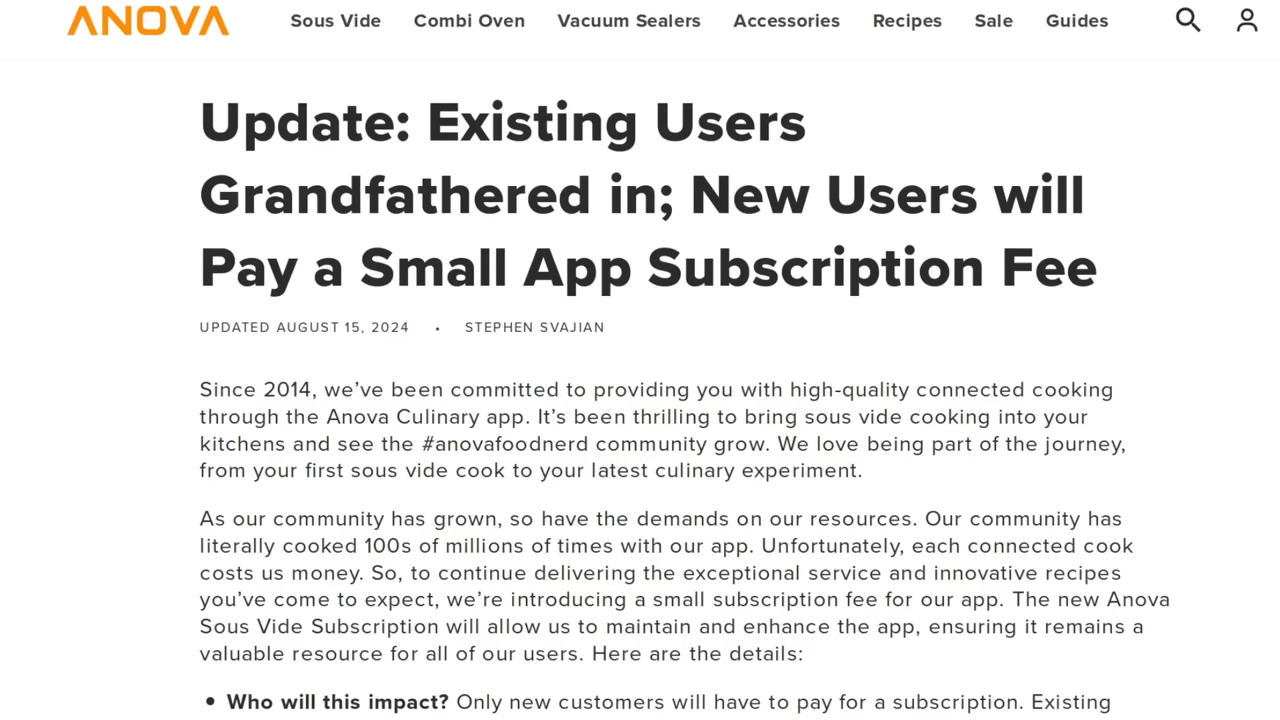 ANOVA Sous Vide Combi Oven Vacuum Sealers Accessories Recipes Sale Guides
Update: Existing Users
Grandfathered in; New Users will
Pay a Small App Subscription Fee
UPDATED AUGUST 15, 2024 • STEPHEN SVAJIAN
Since 2014, we’ve been committed to providing you with high-quality connected cooking
through the Anova Culinary app. It’s been thrilling to bring sous vide cooking into your
kitchens and see the #anovafoodnerd community grow. We love being part of the journey,
from your first sous vide cook to your latest culinary experiment.
As our community has grown, so have the demands on our resources. Our community has
literally cooked 100s of millions of times with our app. Unfortunately, each connected cook
costs us money. So, to continue delivering the exceptional service and innovative recipes
you’ve come to expect, we’re introducing a small subscription fee for our app. The new Anova
Sous Vide Subscription will allow us to maintain and enhance the app, ensuring it remains a
valuable resource for all of our users. Here are the details:
• Who will this impact? Only new customers will have to pay for a subscription. Existing